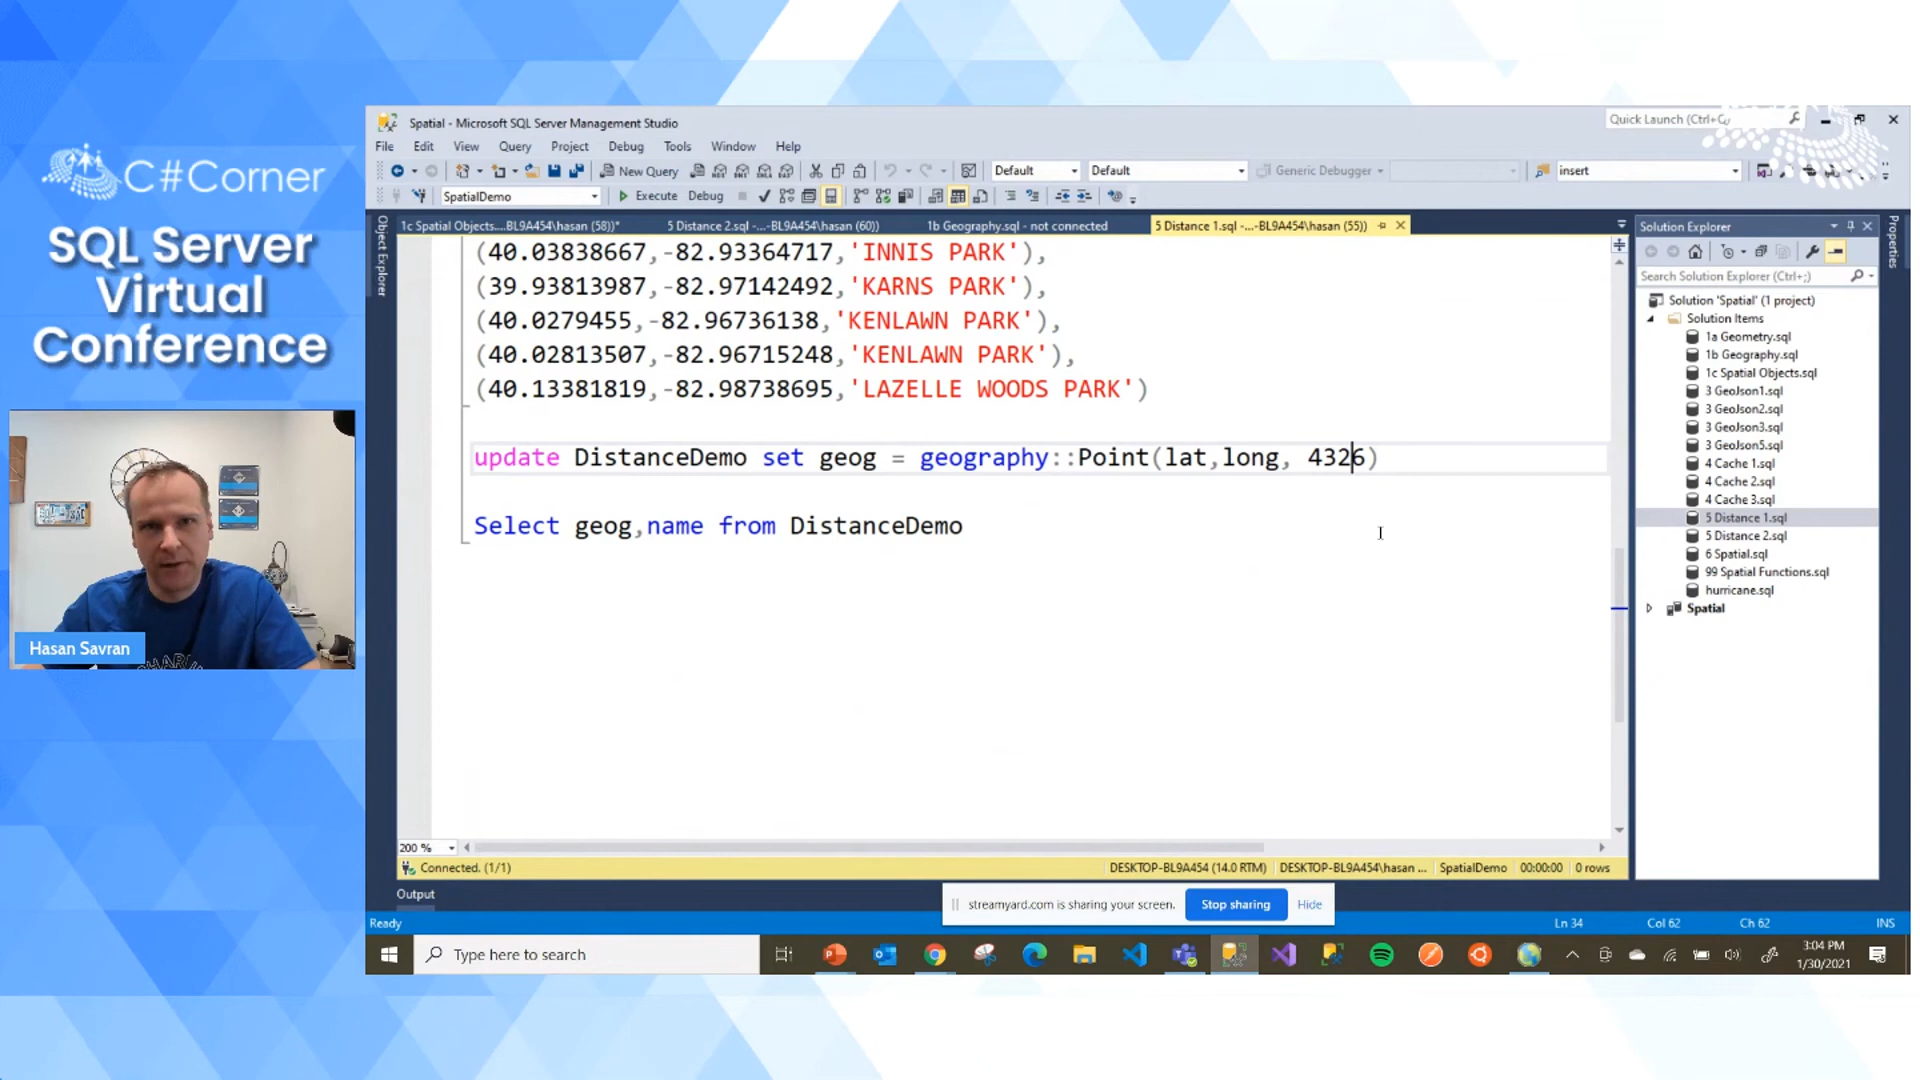 C#Corner
SQL Server
Virtual
Conference
Hasan Savran
Spatial - Microsoft SQL Server Management Studio
Quick Launch (Ctrl+Q)
File Edit View Query Project Debug Tools Window Help
New Query Default Default Generic Debugger insert
SpatialDemo Execute Debug
Object Explorer
1c Spatial Objects....BL9A454\hasan (58))* 5 Distance 2.sql -...-BL9A454\hasan (60)) 1b Geography.sql - not connected 5 Distance 1.sql -...-BL9A454\hasan (55))
(40.03838667,-82.93364717,'INNIS PARK'),
(39.93813987,-82.97142492,'KARNS PARK'),
(40.0279455,-82.96736138,'KENLAWN PARK'),
(40.02813507,-82.96715248,'KENLAWN PARK'),
(40.13381819,-82.98738695,'LAZELLE WOODS PARK')
update DistanceDemo set geog = geography::Point(lat,long, 4326)
Select geog,name from DistanceDemo
200 %
Connected. (1/1) DESKTOP-BL9A454 (14.0 RTM) DESKTOP-BL9A454\hasan ... SpatialDemo 00:00:00 0 rows
Output
Solution Explorer
Search Solution Explorer (Ctrl+;)
Solution 'Spatial' (1 project)
Solution Items
1a Geometry.sql
1b Geography.sql
1c Spatial Objects.sql
3 GeoJson1.sql
3 GeoJson2.sql
3 GeoJson3.sql
3 GeoJson5.sql
4 Cache 1.sql
4 Cache 2.sql
4 Cache 3.sql
5 Distance 1.sql
5 Distance 2.sql
6 Spatial.sql
99 Spatial Functions.sql
hurricane.sql
Spatial
Properties
streamyard.com is sharing your screen. Stop sharing Hide
Ready Ln 34 Col 62 Ch 62 INS
Type here to search
3:04 PM
1/30/2021